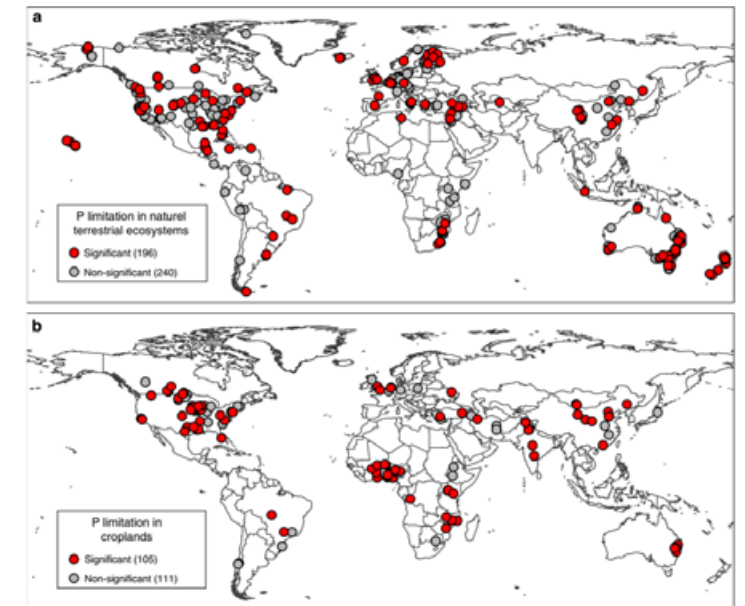 a
P limitation in naturel
terrestrial ecosystems
Significant (196)
Non-significant (240)
b
P limitation in
croplands
Significant (105)
Non-significant (111)